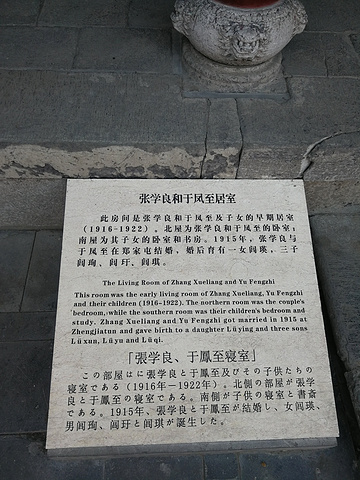 张学良和于凤至居室
此房间是张学良和于凤至及子女的早期居室
(1916-1922)。北屋为张学良和于凤至的卧室;
南屋为其子女的卧室和书房。1915年,张学良与
于凤至在郑家屯结婚,婚后育有一女闾瑛,三子
闾珣、闾玗、闾琪。
The Living Room of Zhang Xueliang and Yu Fengzhi
This room was the early living room of Zhang Xueliang, Yu Fengzhi
and their children (1916-1922). The northern room was the couple's
bedroom, while the southern room was their children's bedroom and
study. Zhang Xueliang and Yu Fengzhi got married in 1915 at
Zhengjiatun and gave birth to a daughter Lü ying and three sons
Lü xun, Lü yu and Lü qi.
「張学良、于鳳至寝室」
この部屋はに張学良と于鳳至及びその子供たちの
寝室である(1916年-1922年)。北側の部屋が張学
良と于鳳至の寝室である。南側が子供の寝室と書斎
である。1915年、張学良と于鳳至が結婚し、女闾瑛、
男闾珣、闾玗と闾琪が誕生した。